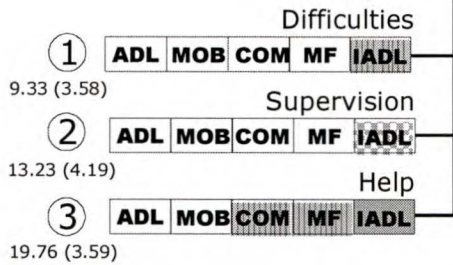 Difficulties
1 ADL MOB COM MF IADL
9.33 (3.58)
Supervision
2 ADL MOB COM MF IADL
13.23 (4.19)
Help
3 ADL MOB COM MF IADL
19.76 (3.59)